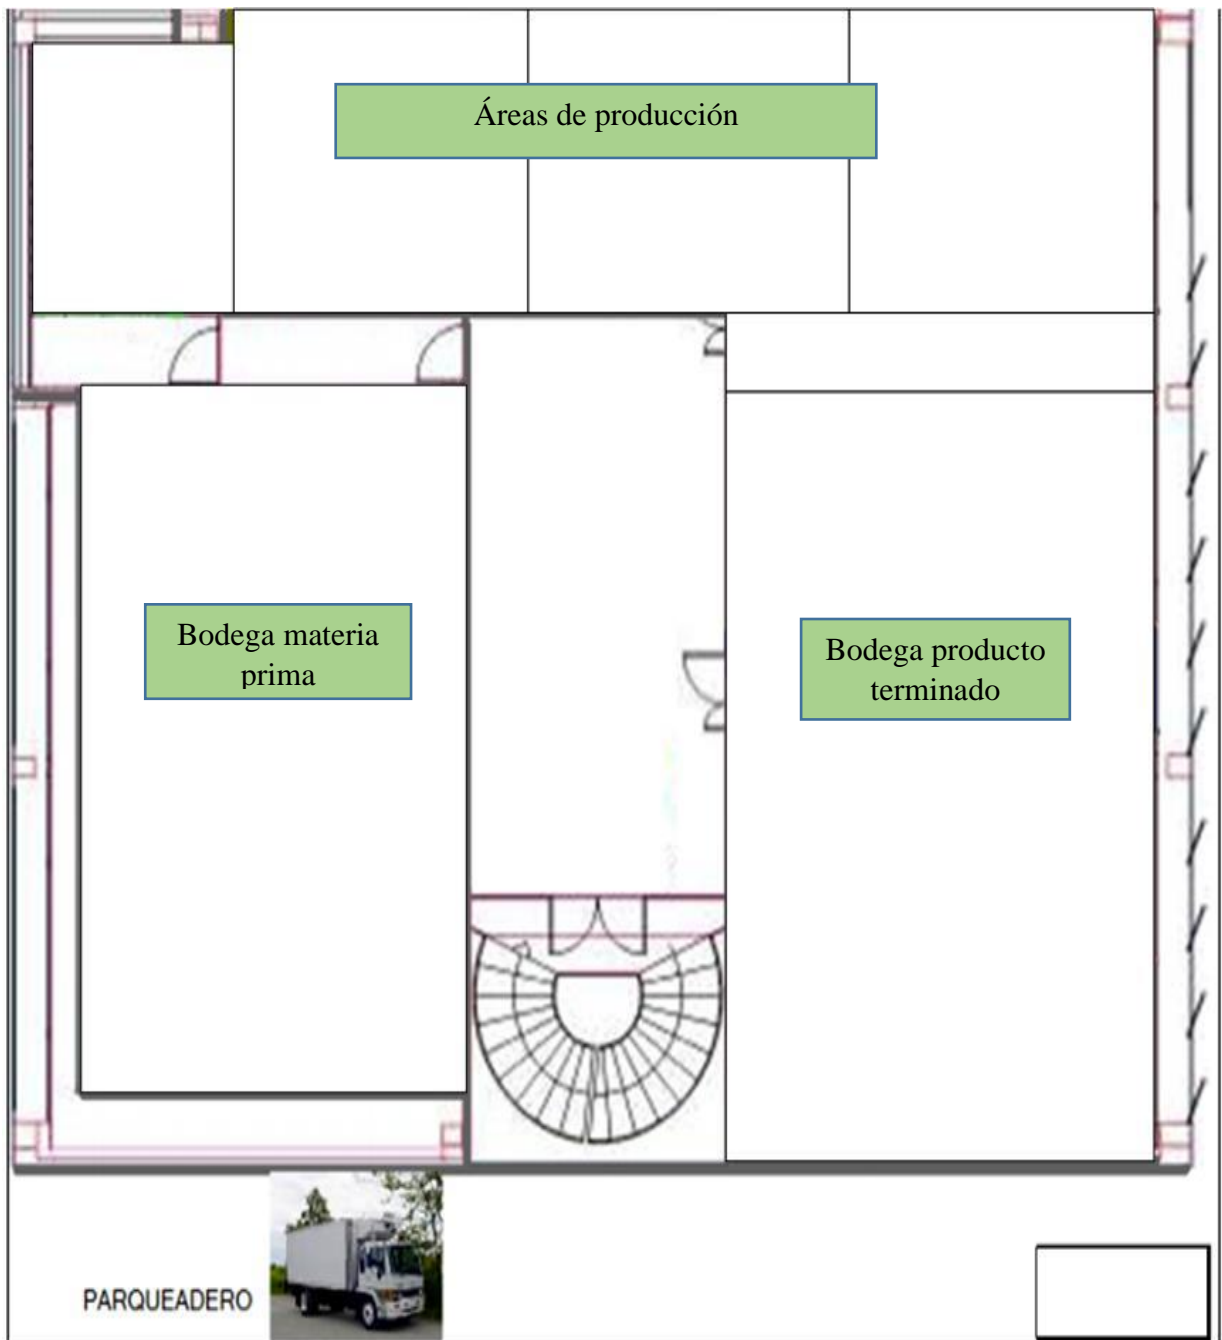 Áreas de producción
Bodega materia
prima
Bodega producto
terminado
PARQUEADERO